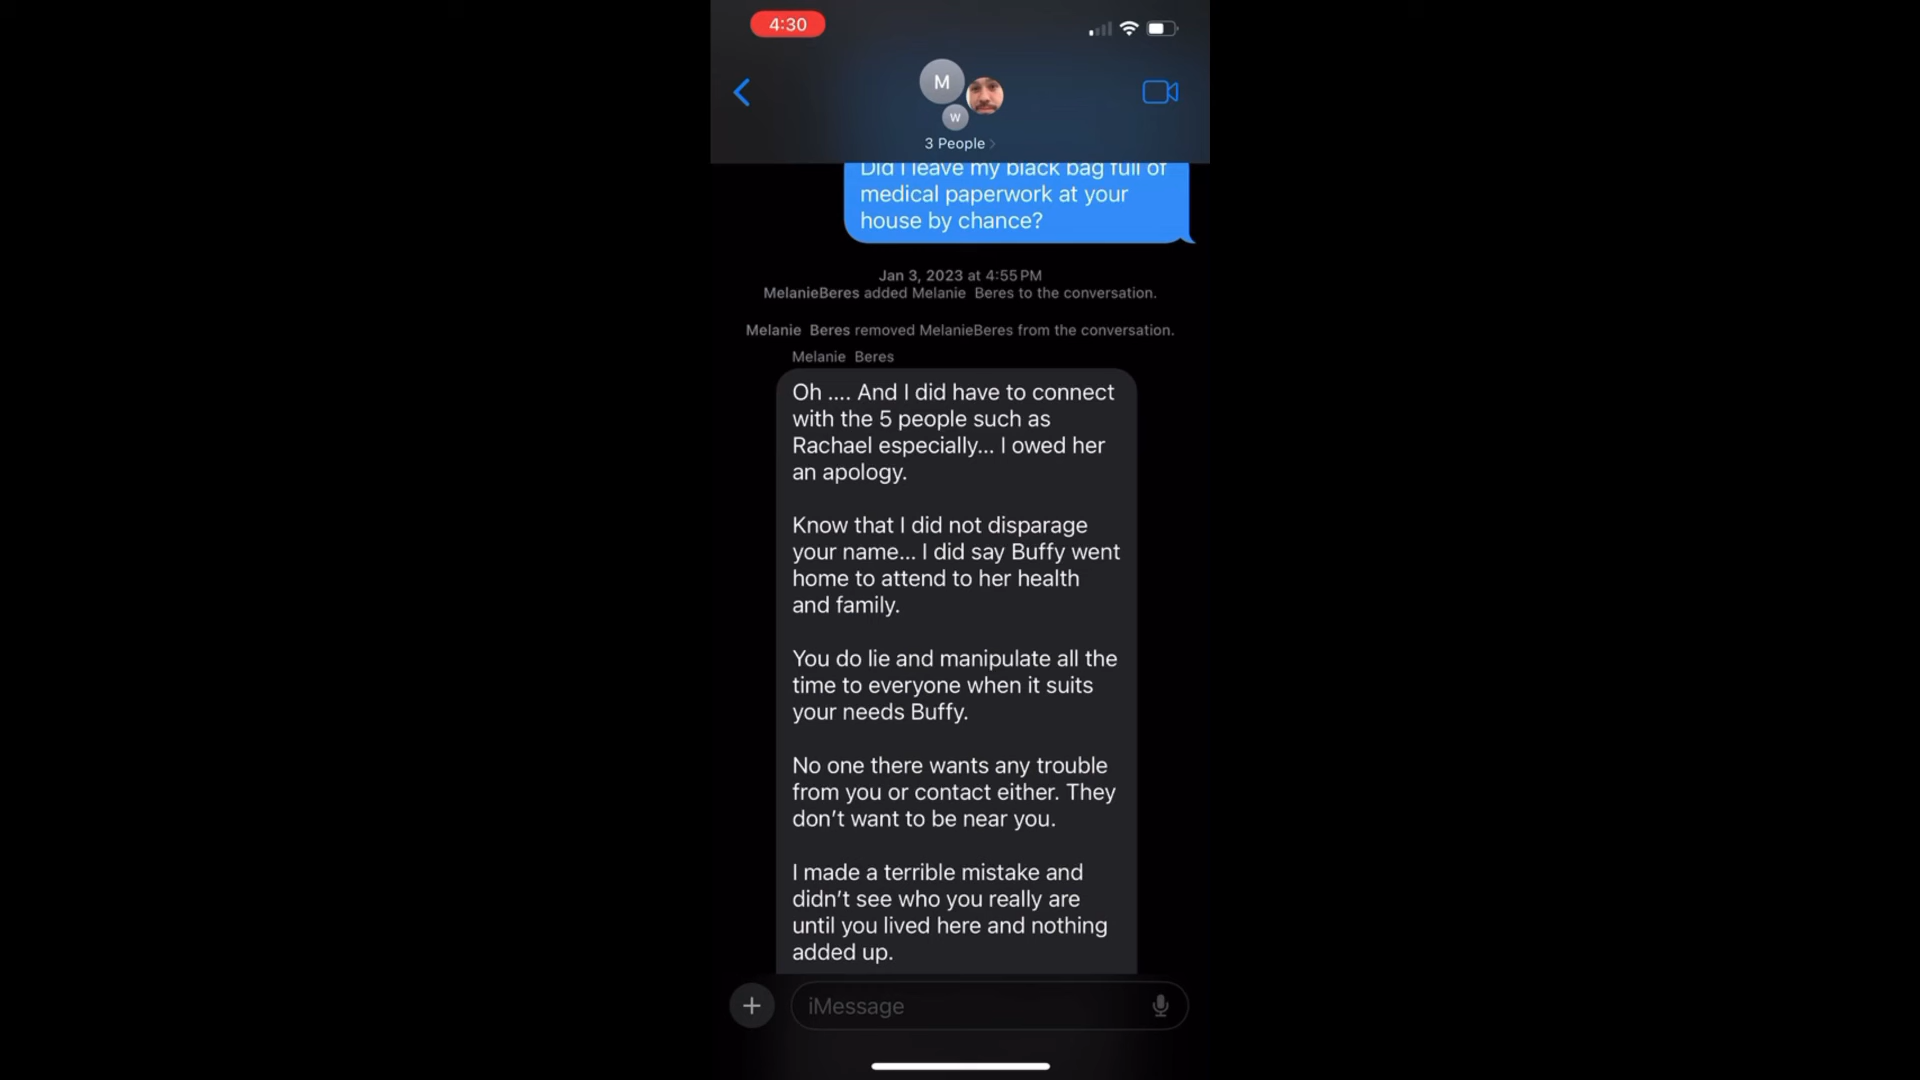 4:30
M
W
3 People
Did I leave my black bag full of
medical paperwork at your
house by chance?
Jan 3, 2023 at 4:55 PM
MelanieBeres added Melanie  Beres to the conversation.
Melanie  Beres removed MelanieBeres from the conversation.
Melanie  Beres
Oh .... And I did have to connect
with the 5 people such as
Rachael especially... I owed her
an apology.
Know that I did not disparage
your name... I did say Buffy went
home to attend to her health
and family.
You do lie and manipulate all the
time to everyone when it suits
your needs Buffy.
No one there wants any trouble
from you or contact either. They
don't want to be near you.
I made a terrible mistake and
didn't see who you really are
until you lived here and nothing
added up.
iMessage